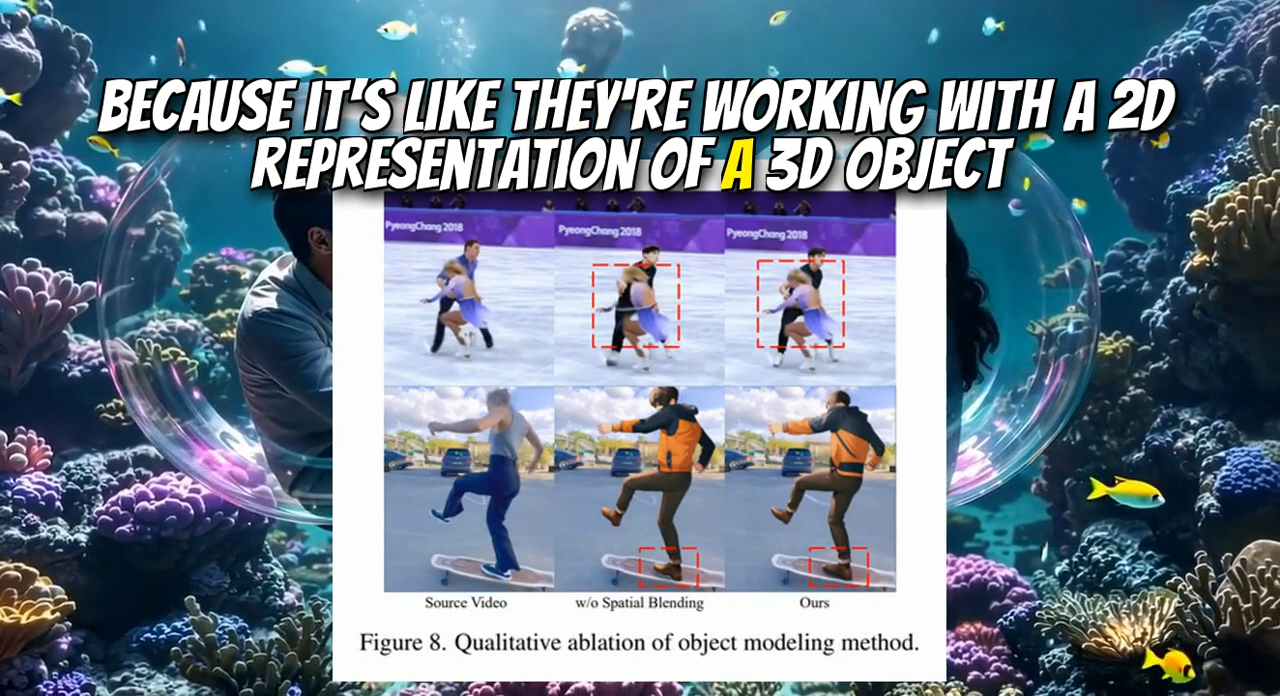 BECAUSE IT'S LIKE THEY'RE WORKING WITH A 2D
REPRESENTATION OF A 3D OBJECT
PyeongChang 2018
PyeongChang 2018
PyeongChang 2018
Source Video
w/o Spatial Blending
Ours
Figure 8. Qualitative ablation of object modeling method.